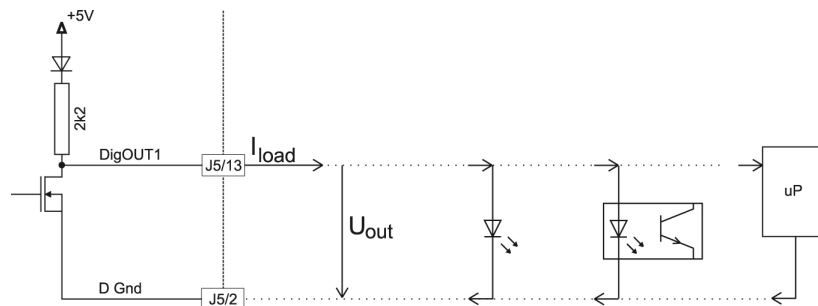 +5V
2k2
DigOUT1
J5/13
Iload
uP
Uout
D Gnd
J5/2